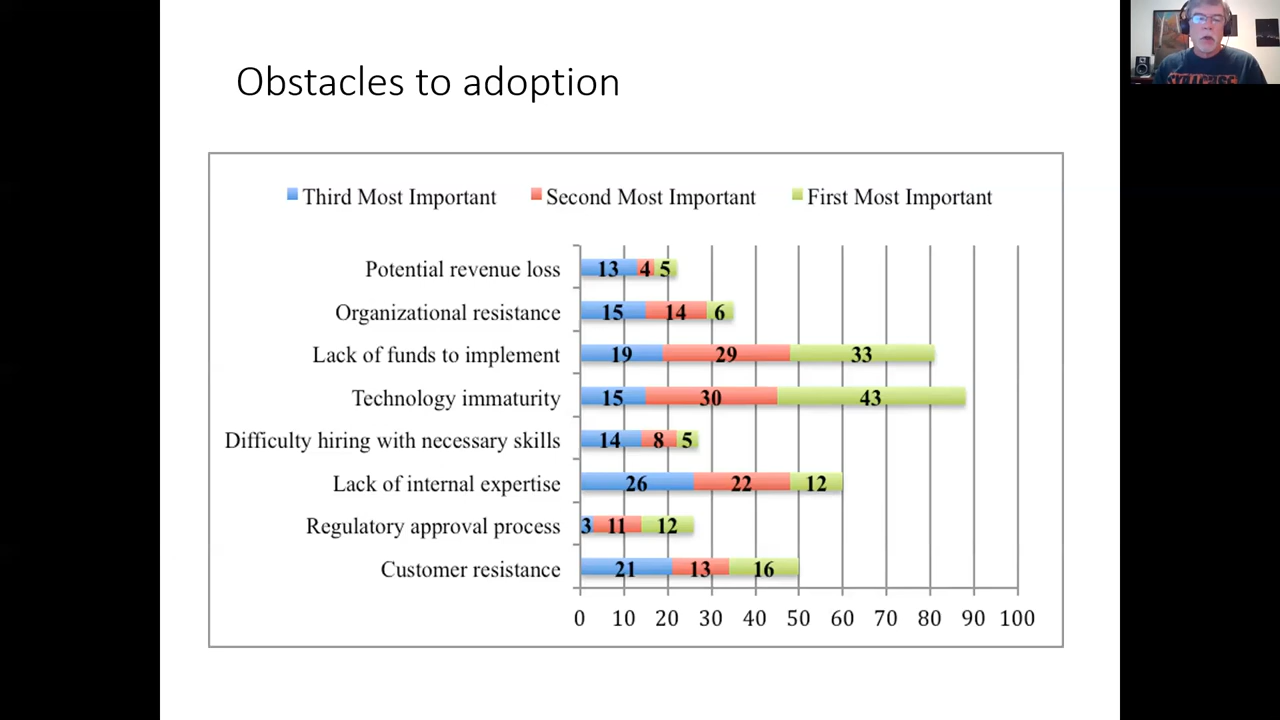 Obstacles to adoption
Third Most Important Second Most Important First Most Important
Potential revenue loss 13 4 5
Organizational resistance 15 14 6
Lack of funds to implement 19 29 33
Technology immaturity 15 30 43
Difficulty hiring with necessary skills 14 8 5
Lack of internal expertise 26 22 12
Regulatory approval process 3 11 12
Customer resistance 21 13 16
0 10 20 30 40 50 60 70 80 90 100
SYRACUSE